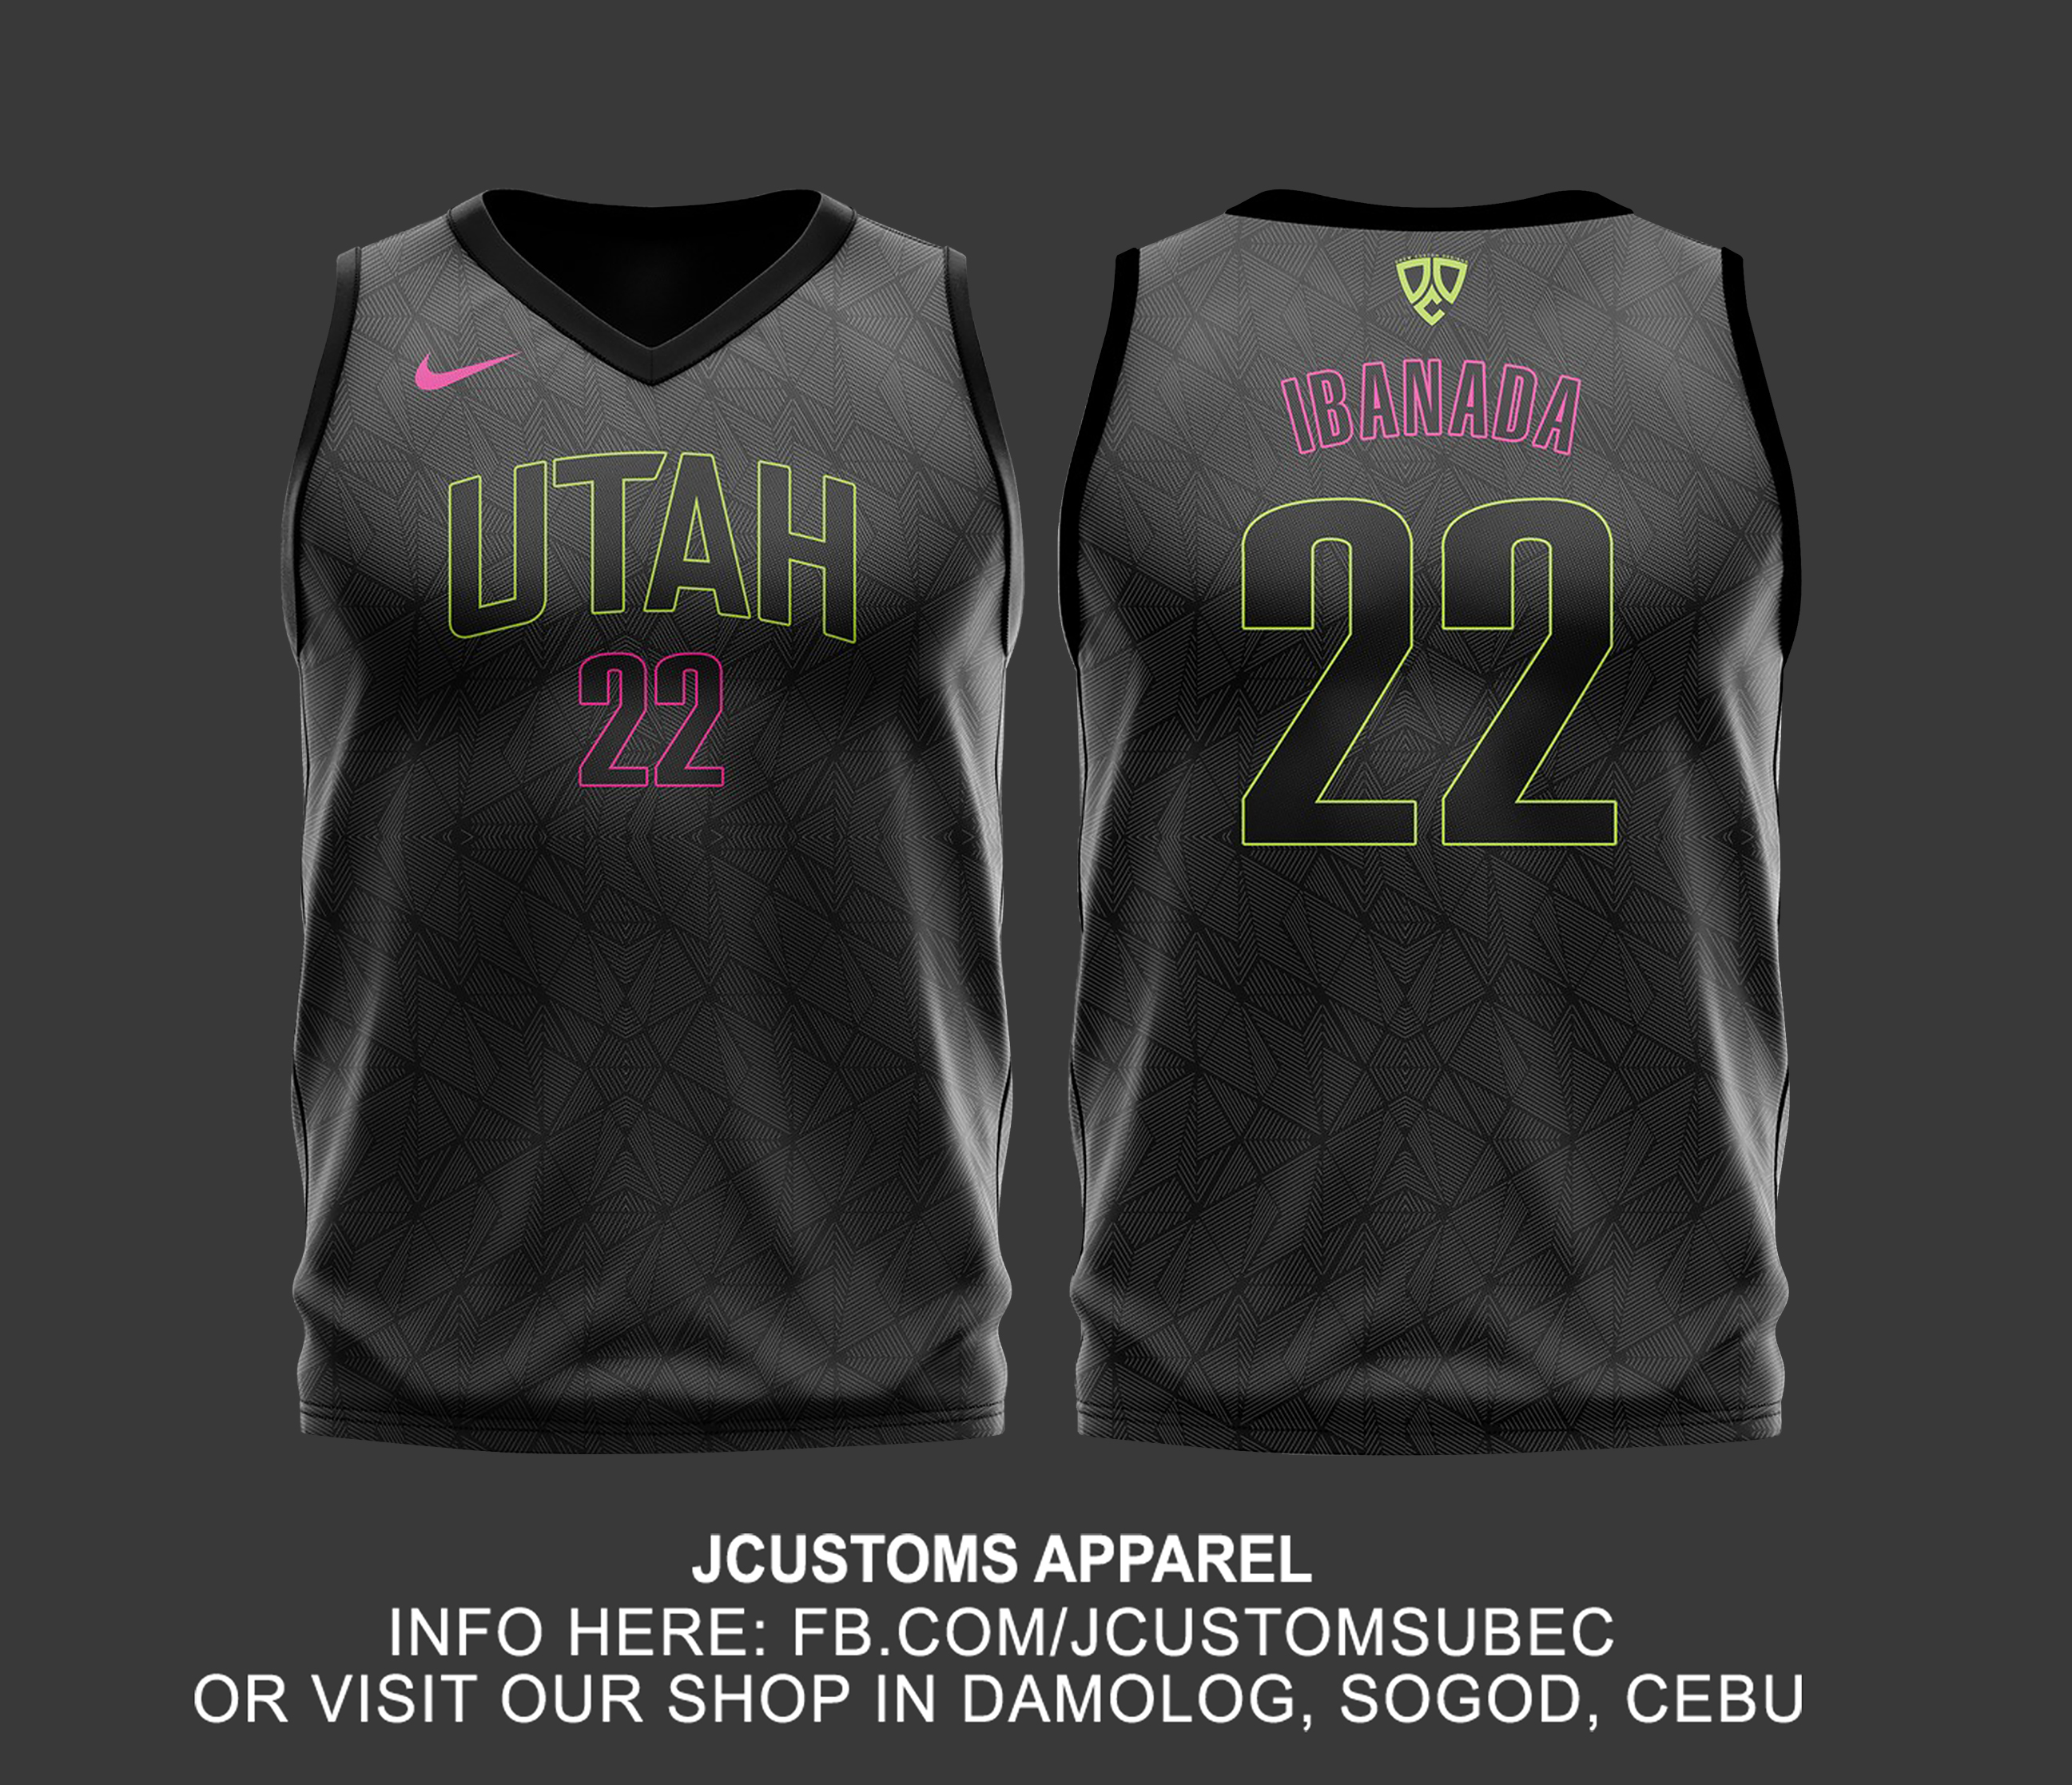 UTAH
22
IBANADA
22
JCUSTOMS APPAREL
INFO HERE: FB.COM/JCUSTOMSUBEC
OR VISIT OUR SHOP IN DAMOLOG, SOGOD, CEBU